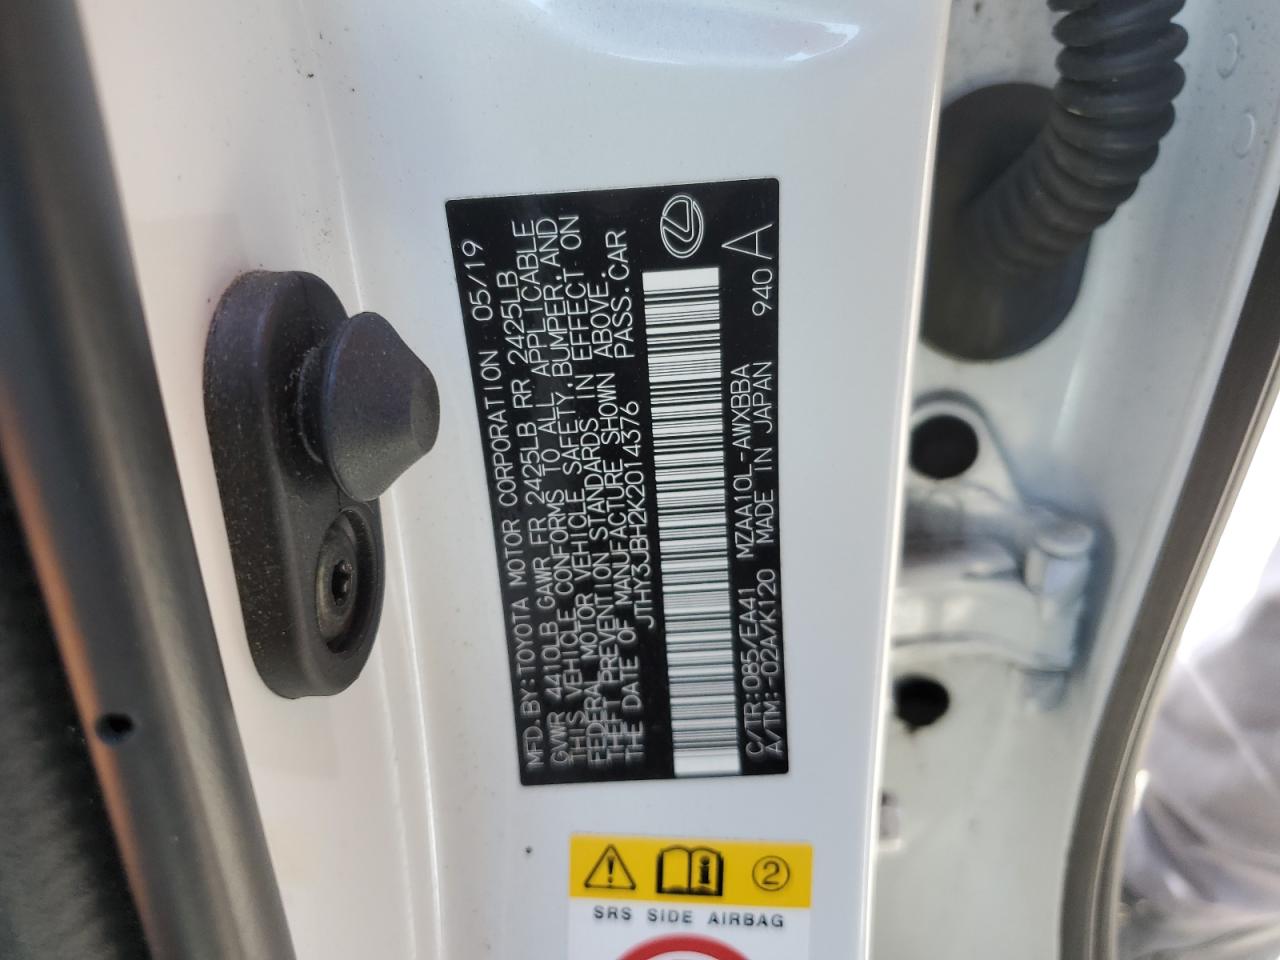 MFD. BY: TOYOTA MOTOR CORPORATION 05/19
GVWR 4410LB GAWR FR 2425LB RR 2425LB
THIS VEHICLE CONFORMS TO ALL APPLICABLE
FEDERAL MOTOR VEHICLE SAFETY, BUMPER, AND
THEFT PREVENTION STANDARDS IN EFFECT ON
THE DATE OF MANUFACTURE SHOWN ABOVE.
JTHY3JBH2K2014376 PASS. CAR
C/TR: 085/EA41 MZAA10L-AWXBBA 940 A
A/TM: -02A/K120 MADE IN JAPAN
2
SRS SIDE AIRBAG